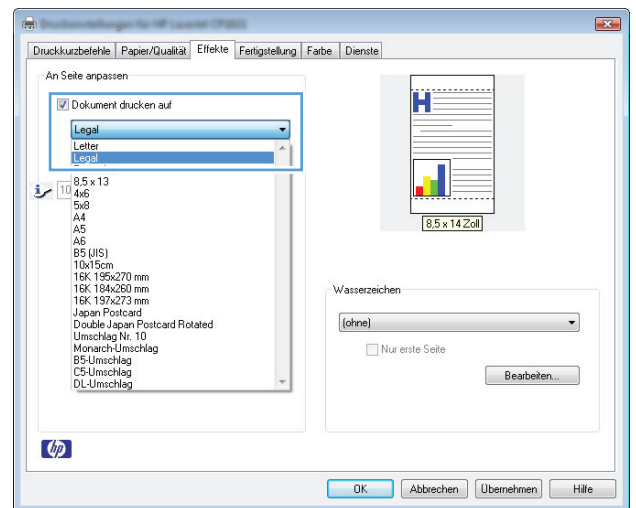 Druckkurzbefehle Papier/Qualität Effekte Fertigstellung Farbe Dienste
An Seite anpassen
Dokument drucken auf
Legal
Letter
Legal
8,5 x 13
4x6
5x8
A4
A5
A6
B5 (JIS)
10x15cm
16K 195x270 mm
16K 184x260 mm
16K 197x273 mm
Japan Postcard
Double Japan Postcard Rotated
Umschlag Nr. 10
Monarch-Umschlag
B5-Umschlag
C5-Umschlag
DL-Umschlag
10
H
8,5 x 14 Zoll
Wasserzeichen
(ohne)
Nur erste Seite
Bearbeiten...
hp
OK Abbrechen Übernehmen Hilfe